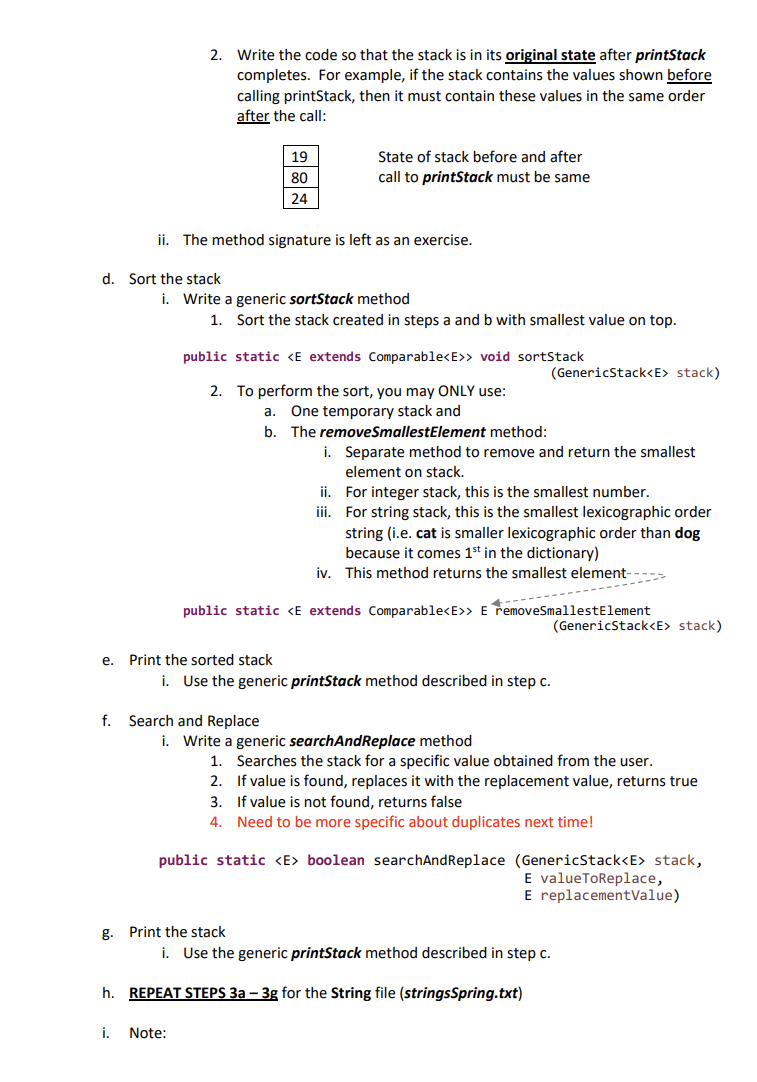 2. Write the code so that the stack is in its original state after printStack
completes. For example, if the stack contains the values shown before
calling printStack, then it must contain these values in the same order
after the call:
19
80
24
State of stack before and after
call to printStack must be same
ii. The method signature is left as an exercise.
d. Sort the stack
i. Write a generic sortStack method
1. Sort the stack created in steps a and b with smallest value on top.
public static <E extends Comparable<E>> void sortStack
(GenericStack<E> stack)
2. To perform the sort, you may ONLY use:
a. One temporary stack and
b. The removeSmallestElement method:
i. Separate method to remove and return the smallest
element on stack.
ii. For integer stack, this is the smallest number.
iii. For string stack, this is the smallest lexicographic order
string (i.e. cat is smaller lexicographic order than dog
because it comes 1st in the dictionary)
iv. This method returns the smallest element
public static <E extends Comparable<E>> E removeSmallestElement
(GenericStack<E> stack)
e. Print the sorted stack
i. Use the generic printStack method described in step c.
f. Search and Replace
i. Write a generic searchAndReplace method
1. Searches the stack for a specific value obtained from the user.
2. If value is found, replaces it with the replacement value, returns true
3. If value is not found, returns false
4. Need to be more specific about duplicates next time!
public static <E> boolean searchAndReplace (GenericStack<E> stack,
E valueToReplace,
E replacementValue)
g. Print the stack
i. Use the generic printStack method described in step c.
h. REPEAT STEPS 3a – 3g for the String file (stringsSpring.txt)
i. Note: